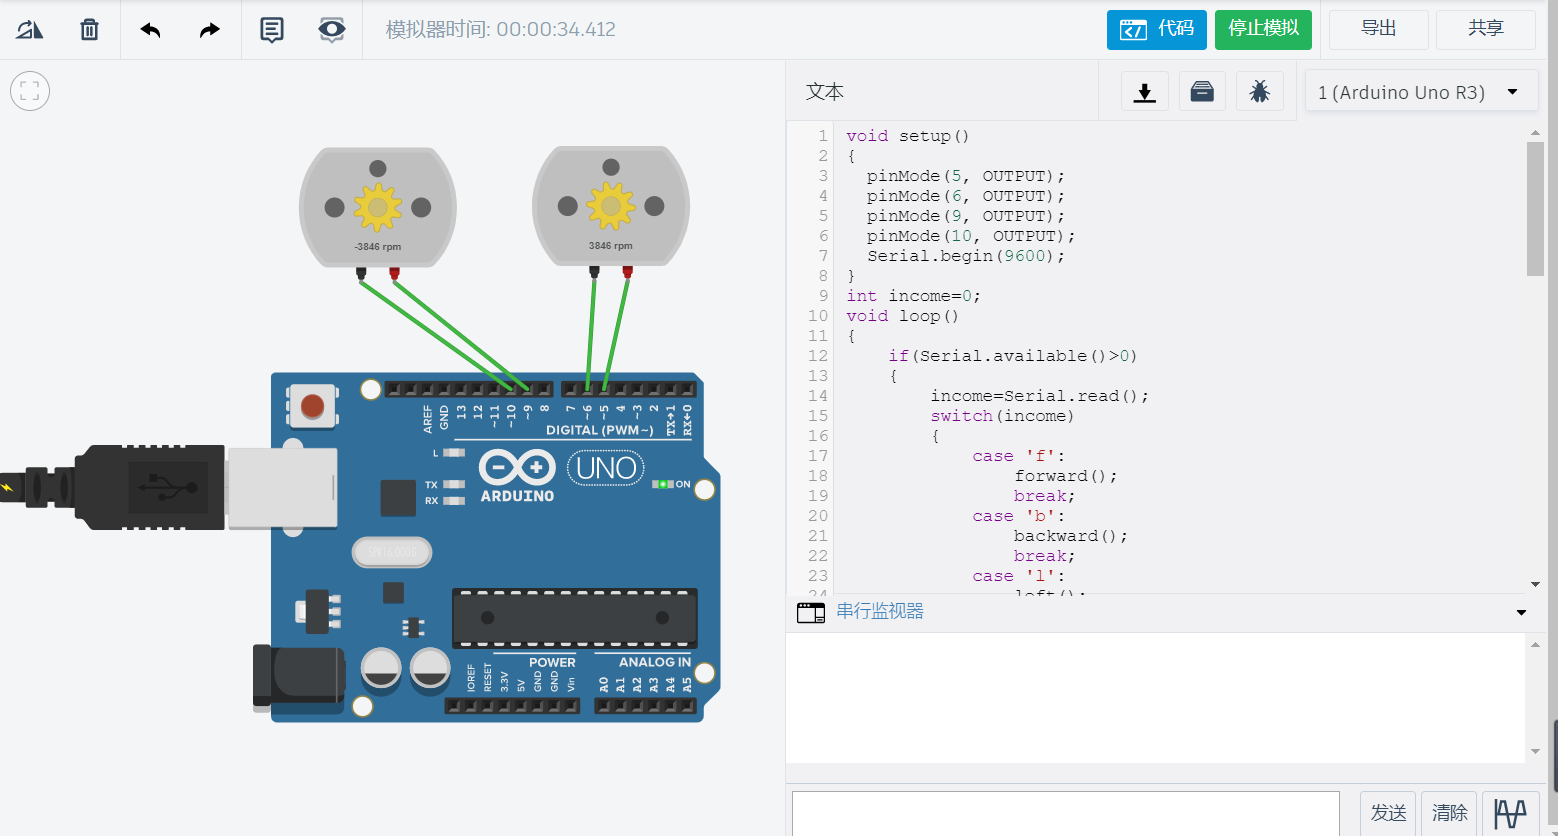 模拟器时间: 00:00:34.412
代码
停止模拟
导出
共享
文本
1 (Arduino Uno R3)
1 void setup()
2 {
3 pinMode(5, OUTPUT);
4 pinMode(6, OUTPUT);
5 pinMode(9, OUTPUT);
6 pinMode(10, OUTPUT);
7 Serial.begin(9600);
8 }
9 int income=0;
10 void loop()
11 {
12 if(Serial.available()>0)
13 {
14 income=Serial.read();
15 switch(income)
16 {
17 case 'f':
18 forward();
19 break;
20 case 'b':
21 backward();
22 break;
23 case 'l':
24 left();
串行监视器
发送
清除
-3846 rpm
3846 rpm
AREF
GND
13
12
~11
~10
~9
8
7
~6
~5
4
~3
2
TX→1
RX←0
DIGITAL (PWM~)
L
TX
RX
ARDUINO
UNO
ON
SPK16.000G
POWER
ANALOG IN
IOREF
RESET
3.3V
5V
GND
GND
Vin
A0
A1
A2
A3
A4
A5